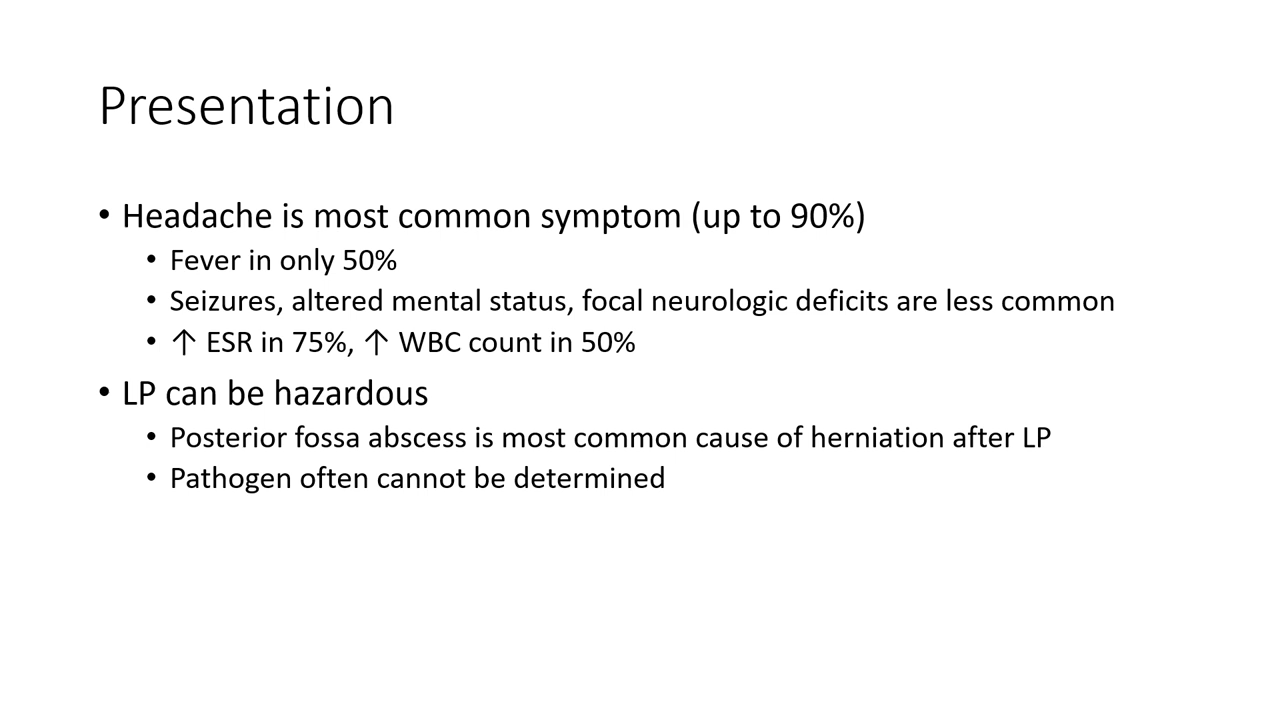 Presentation
• Headache is most common symptom (up to 90%)
• Fever in only 50%
• Seizures, altered mental status, focal neurologic deficits are less common
• ↑ ESR in 75%, ↑ WBC count in 50%
• LP can be hazardous
• Posterior fossa abscess is most common cause of herniation after LP
• Pathogen often cannot be determined